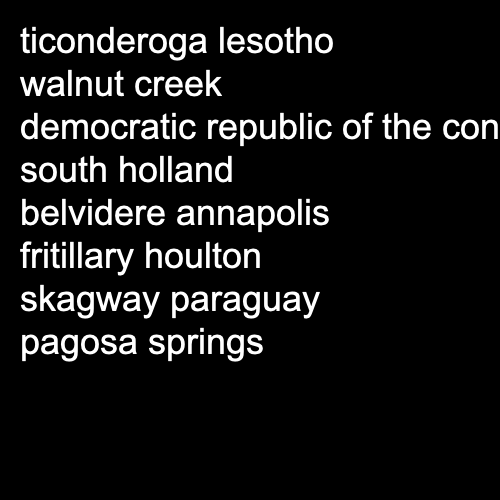 ticonderoga lesotho
walnut creek
democratic republic of the con
south holland
belvidere annapolis
fritillary houlton
skagway paraguay
pagosa springs